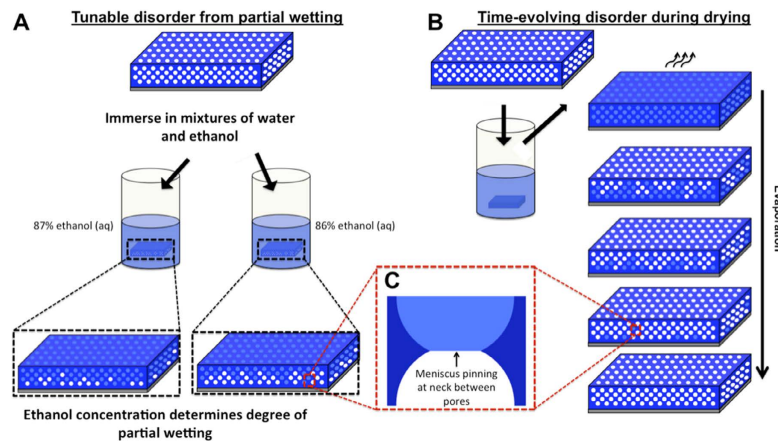 A
Tunable disorder from partial wetting
Immerse in mixtures of water
and ethanol
87% ethanol (aq)
86% ethanol (aq)
Ethanol concentration determines degree of
partial wetting
B
Time-evolving disorder during drying
Evaporation
C
Meniscus pinning
at neck between
pores